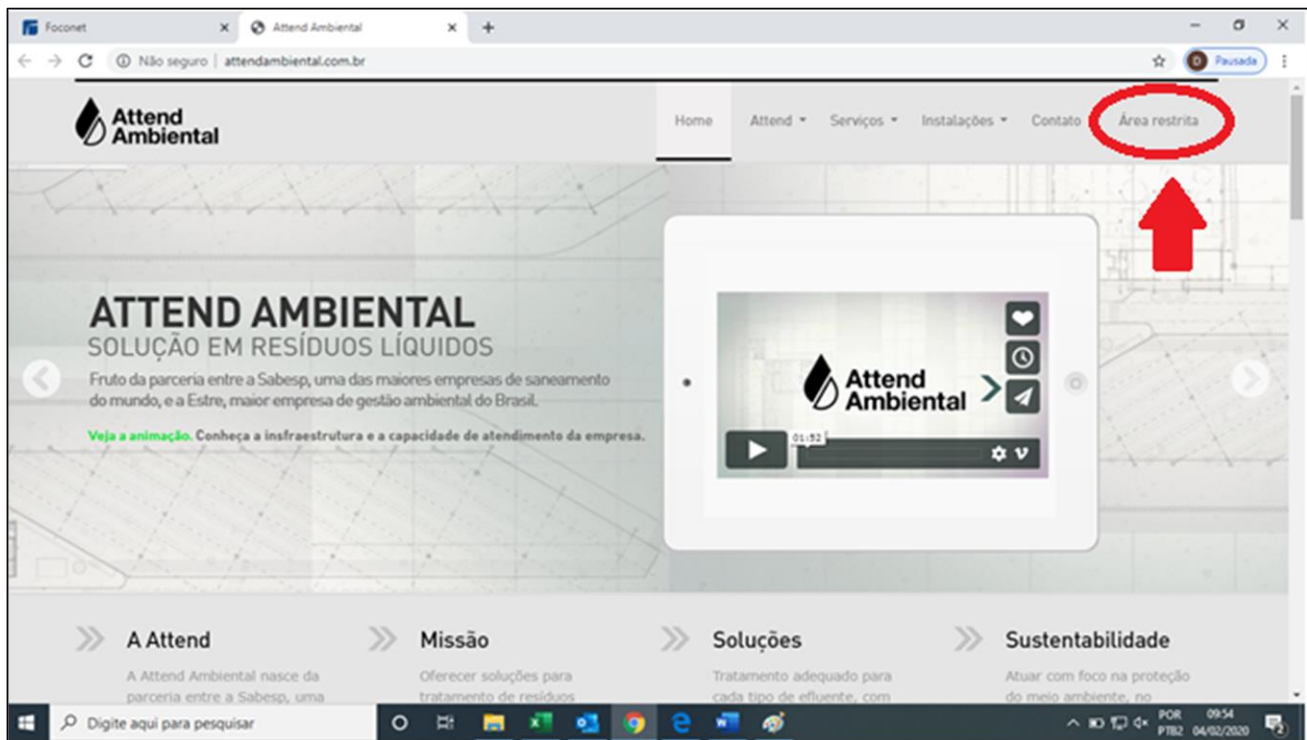 Foconet
Attend Ambiental
Não seguro | attendambiental.com.br
D Pausada
Attend
Ambiental
Home Attend Serviços Instalações Contato Área restrita
ATTEND AMBIENTAL
SOLUÇÃO EM RESÍDUOS LÍQUIDOS
Fruto da parceria entre a Sabesp, uma das maiores empresas de saneamento
do mundo, e a Estre, maior empresa de gestão ambiental do Brasil.
Veja a animação. Conheça a insfraestrutura e a capacidade de atendimento da empresa.
Attend
Ambiental
01:52
A Attend
A Attend Ambiental nasce da
parceria entre a Sabesp, uma
Missão
Oferecer soluções para
tratamento de resíduos
Soluções
Tratamento adequado para
cada tipo de efluente, com
Sustentabilidade
Atuar com foco na proteção
do meio ambiente, no
Digite aqui para pesquisar
POR 09:54
PTB2 04/02/2020